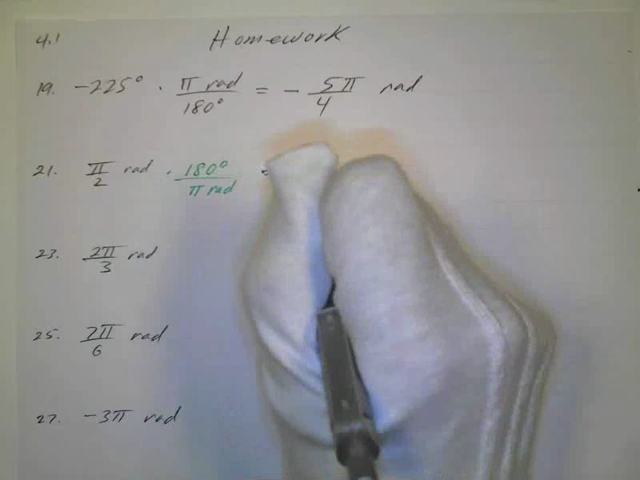 4.1 Homework
19. -225° · π rad / 180° = - 5π / 4 rad
21. π / 2 rad · 180° / π rad
23. 2π / 3 rad
25. 7π / 6 rad
27. -3π rad